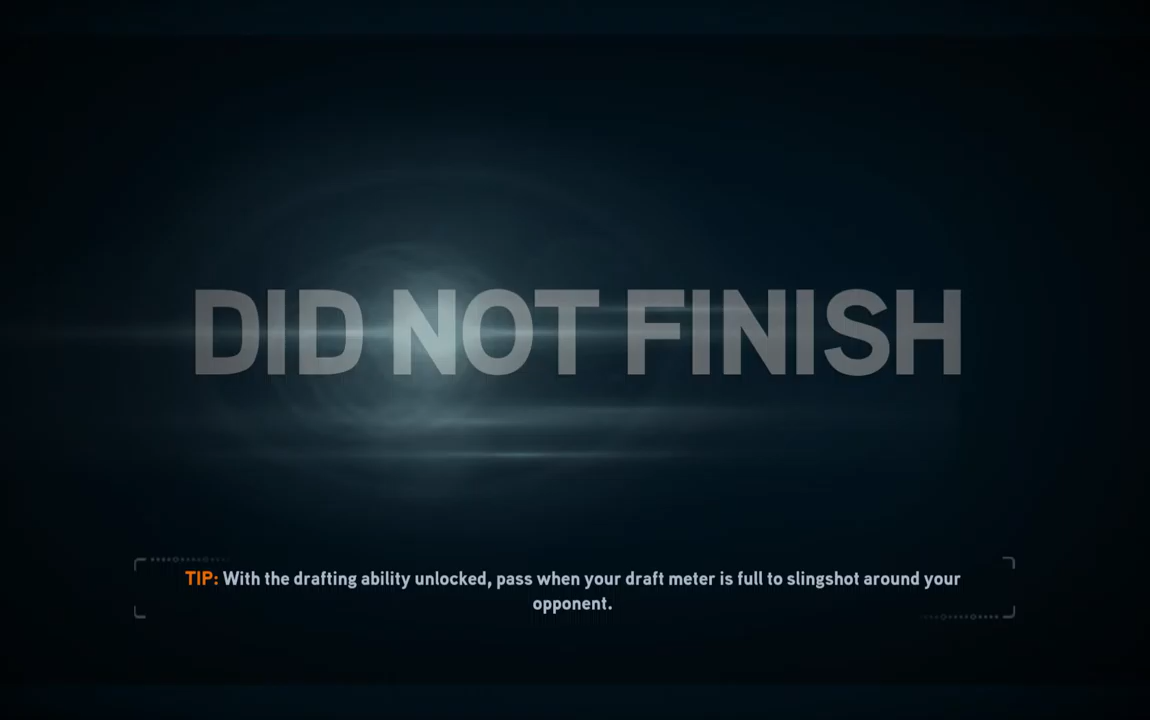 DID NOT FINISH
TIP: With the drafting ability unlocked, pass when your draft meter is full to slingshot around your
opponent.